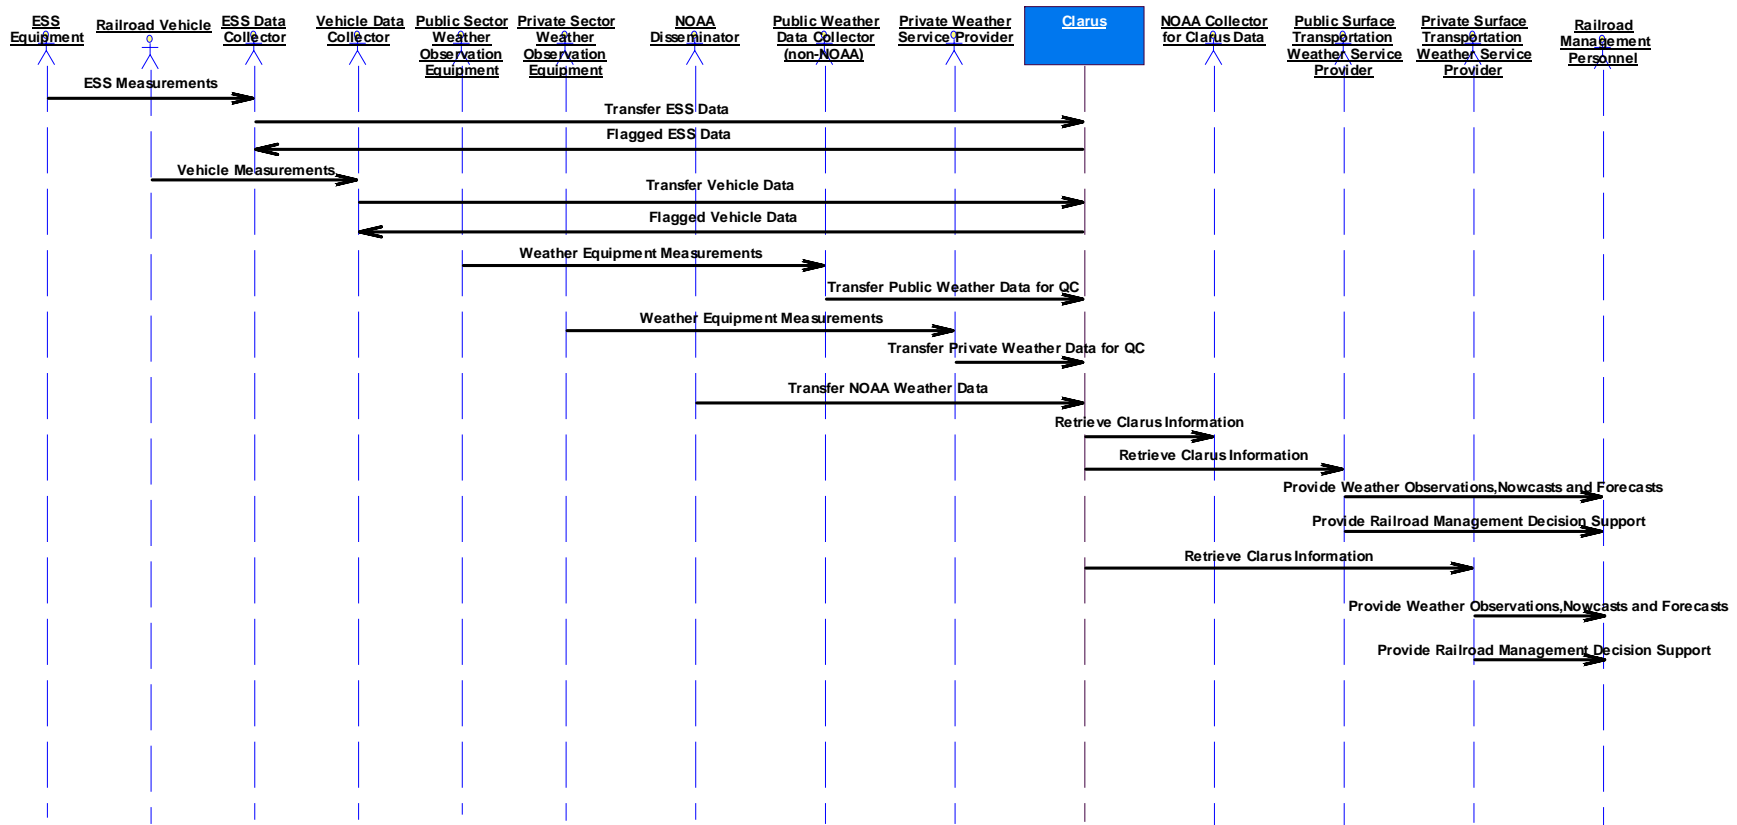 ESS
Equipment
Railroad Vehicle
ESS Data
Collector
Vehicle Data
Collector
Public Sector
Weather
Observation
Equipment
Private Sector
Weather
Observation
Equipment
NOAA
Disseminator
Public Weather
Data Collector
(non-NOAA)
Private Weather
Service Provider
Clarus
NOAA Collector
for Clarus Data
Public Surface
Transportation
Weather Service
Provider
Private Surface
Transportation
Weather Service
Provider
Railroad
Management
Personnel
ESS Measurements
Transfer ESS Data
Flagged ESS Data
Vehicle Measurements
Transfer Vehicle Data
Flagged Vehicle Data
Weather Equipment Measurements
Transfer Public Weather Data for QC
Weather Equipment Measurements
Transfer Private Weather Data for QC
Transfer NOAA Weather Data
Retrieve Clarus Information
Retrieve Clarus Information
Provide Weather Observations,Nowcasts and Forecasts
Provide Railroad Management Decision Support
Retrieve Clarus Information
Provide Weather Observations,Nowcasts and Forecasts
Provide Railroad Management Decision Support